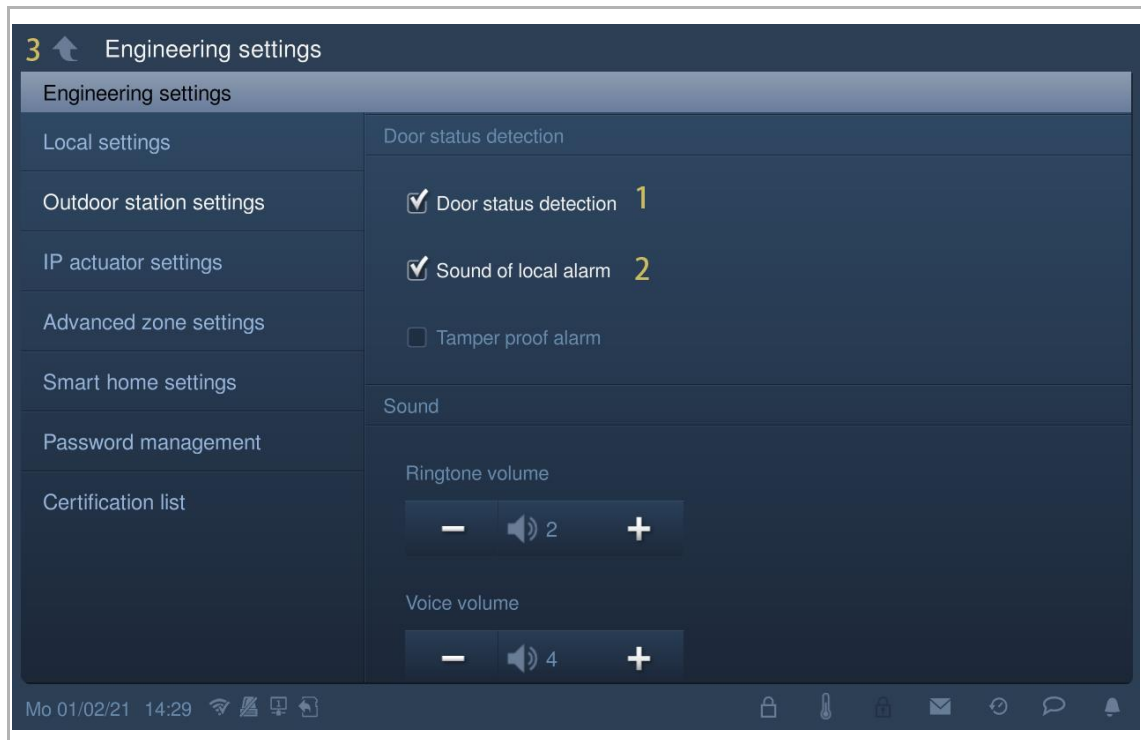 3 Engineering settings
Engineering settings
Local settings
Outdoor station settings
IP actuator settings
Advanced zone settings
Smart home settings
Password management
Certification list
Door status detection
Door status detection 1
Sound of local alarm 2
Tamper proof alarm
Sound
Ringtone volume
− 2 +
Voice volume
− 4 +
Mo 01/02/21 14:29